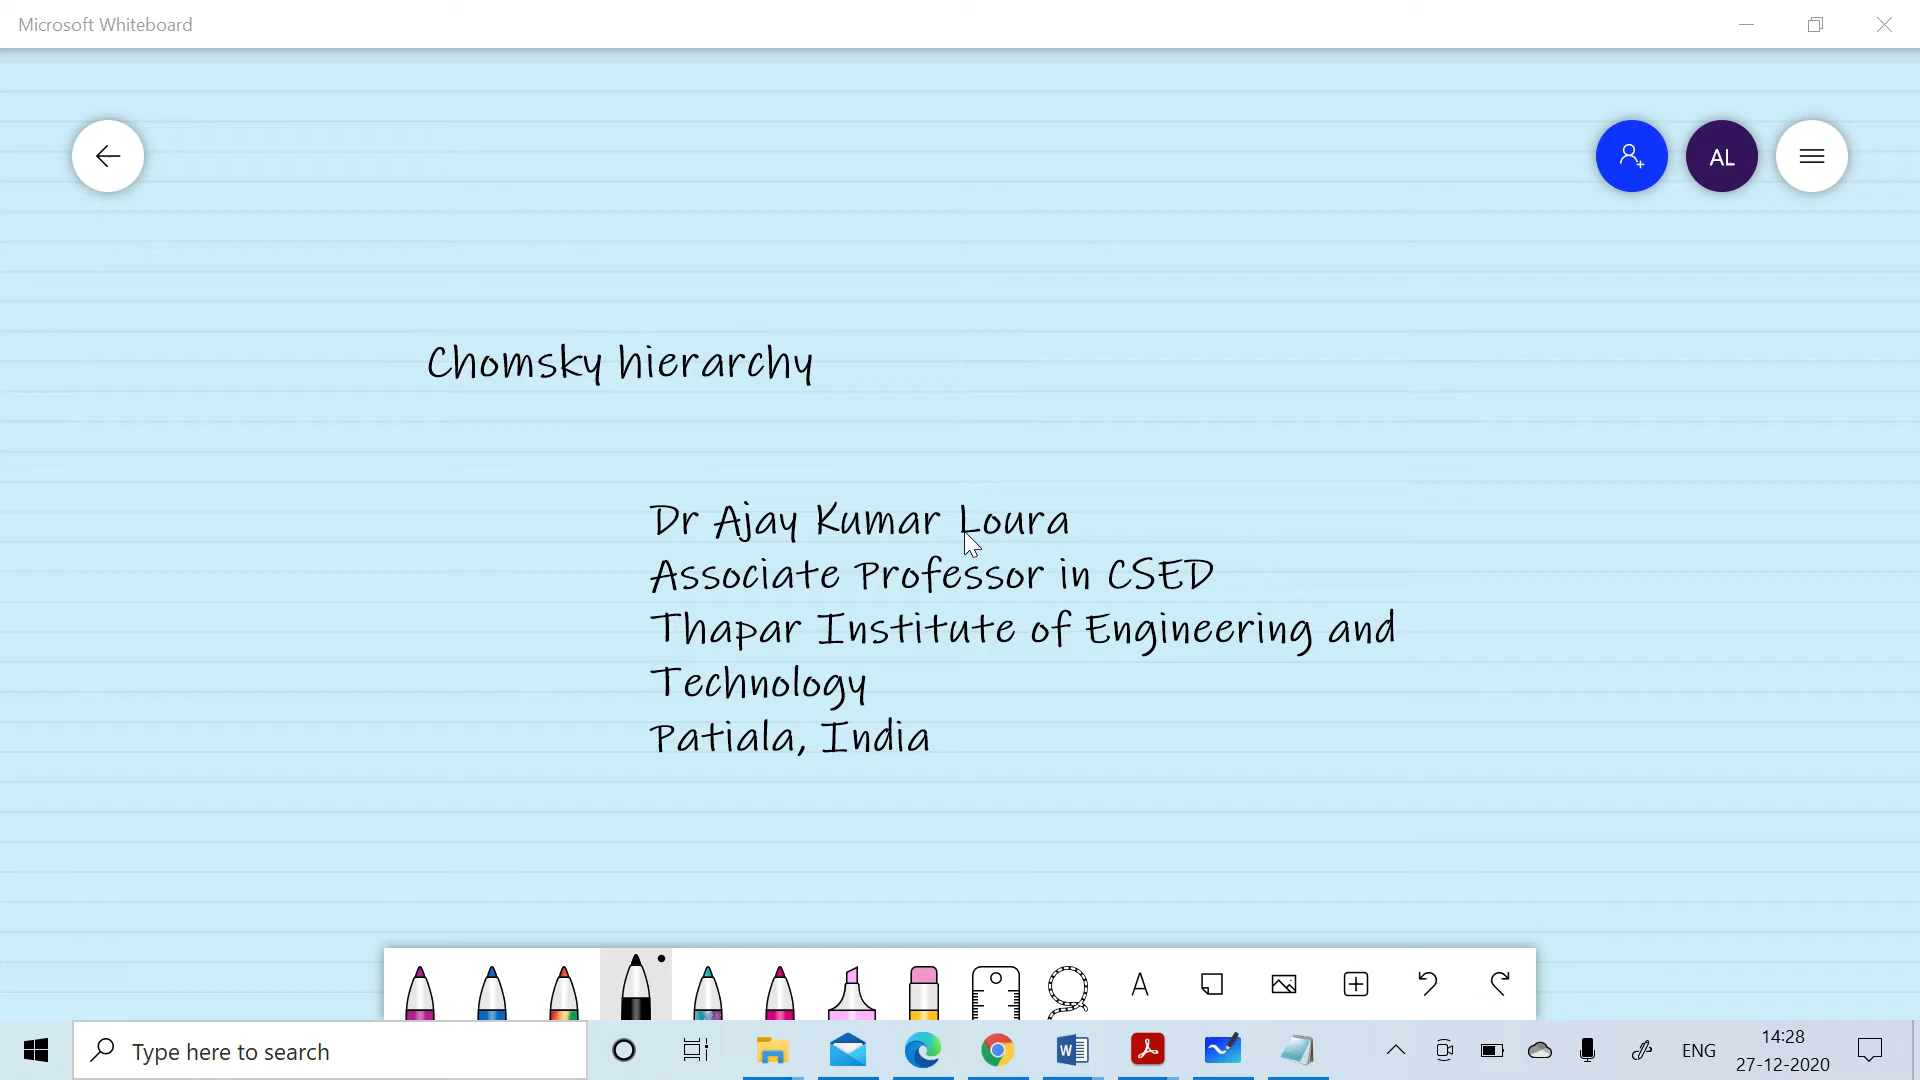 Microsoft Whiteboard
AL
Chomsky hierarchy
Dr Ajay Kumar Loura
Associate Professor in CSED
Thapar Institute of Engineering and
Technology
Patiala, India
A
Type here to search
ENG
14:28
27-12-2020